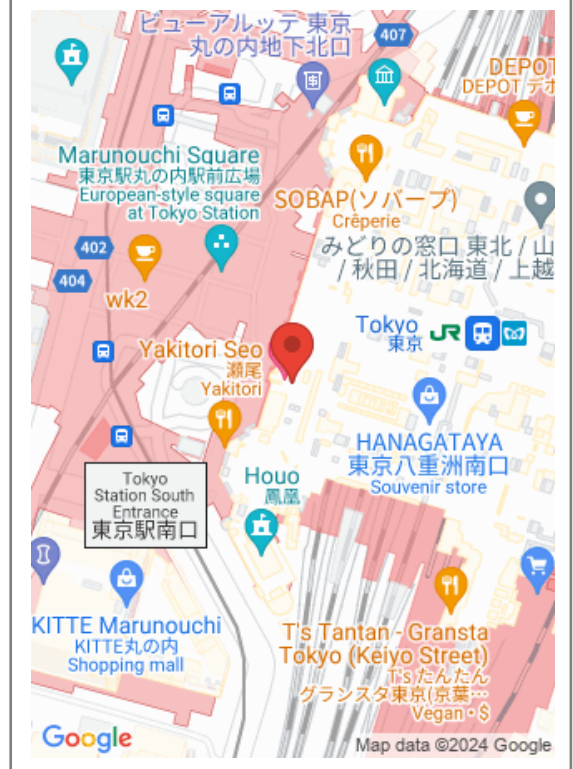 ビューアルッテ 東京
丸の内地下北口
407
DEPOT
DEPOT デポ
Marunouchi Square
東京駅丸の内駅前広場
European-style square
at Tokyo Station
SOBAP(ソバープ)
Crêperie
みどりの窓口 東北 / 山
/ 秋田 / 北海道 / 上越
402
404
wk2
Tokyo
東京
JR
Yakitori Seo
瀬尾
Yakitori
HANAGATAYA
東京八重洲南口
Souvenir store
Tokyo
Station South
Entrance
東京駅南口
Houo
鳳凰
KITTE Marunouchi
KITTE丸の内
Shopping mall
T's Tantan - Gransta
Tokyo (Keiyo Street)
T'sたんたん
グランスタ東京(京葉…
Vegan・$
Google
Map data ©2024 Google